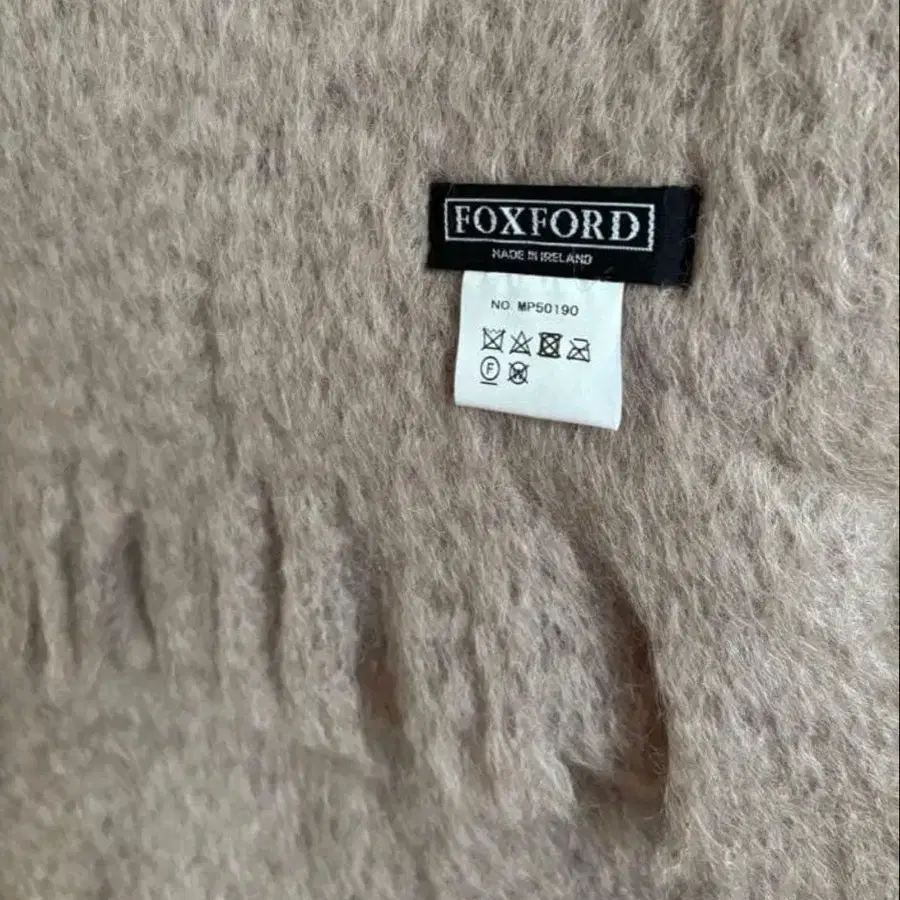 FOXFORD
MADE IN IRELAND
NO. MP50190
F
W